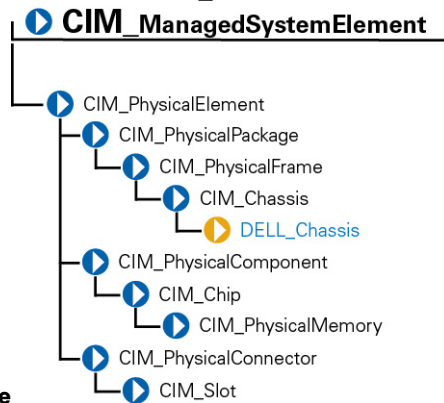 CIM_ManagedSystemElement
CIM_PhysicalElement
CIM_PhysicalPackage
CIM_PhysicalFrame
CIM_Chassis
DELL_Chassis
CIM_PhysicalComponent
CIM_Chip
CIM_PhysicalMemory
CIM_PhysicalConnector
CIM_Slot